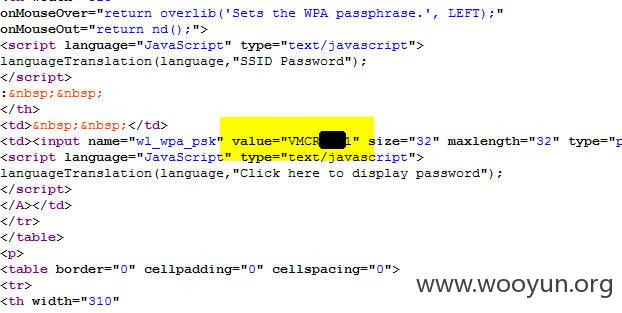 onMouseOver="return overlib('Sets the WPA passphrase.', LEFT);"
onMouseOut="return nd();">
<script language="JavaScript" type="text/javascript">
languageTranslation(language,"SSID Password");
</script>
:&nbsp;&nbsp;
</th>
<td>&nbsp;&nbsp;</td>
<td><input name="wl_wpa_psk" value="VMCR 1" size="32" maxlength="32" type="p
<script language="JavaScript" type="text/javascript">
languageTranslation(language,"Click here to display password");
</script>
</A></td>
</tr>
</table>
<p>
<table border="0" cellpadding="0" cellspacing="0">
<tr>
<th width="310"
www.wooyun.org